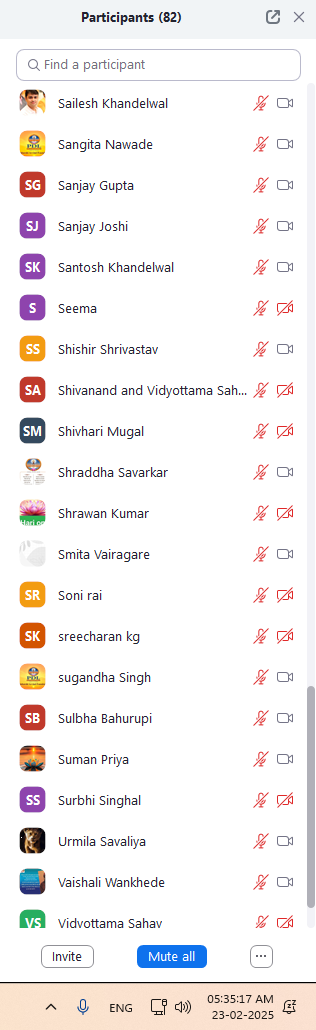 Participants (82)
Find a participant
Sailesh Khandelwal
Sangita Nawade
SG Sanjay Gupta
SJ Sanjay Joshi
SK Santosh Khandelwal
S Seema
SS Shishir Shrivastav
SA Shivanand and Vidyottama Sah...
SM Shivhari Mugal
Shraddha Savarkar
Shrawan Kumar
Smita Vairagare
SR Soni rai
SK sreecharan kg
sugandha Singh
SB Sulbha Bahurupi
Suman Priya
SS Surbhi Singhal
Urmila Savaliya
Vaishali Wankhede
VS Vidyottama Sahay
Invite
Mute all
ENG
05:35:17 AM
23-02-2025